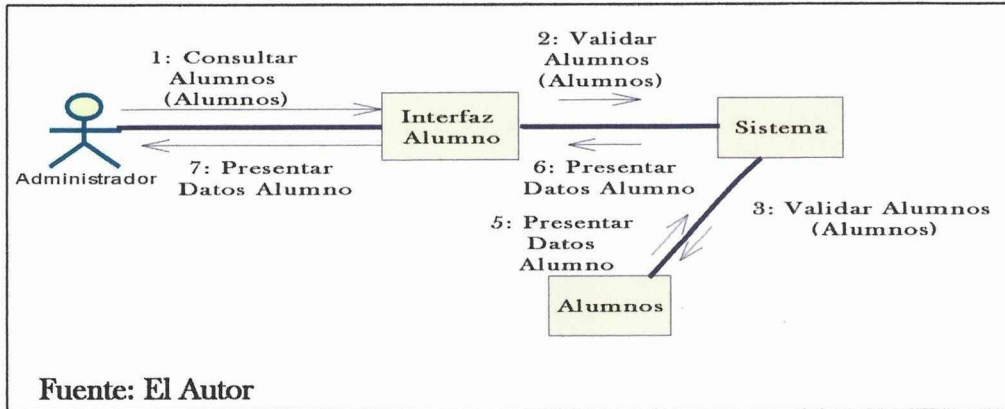 1: Consultar
Alumnos
(Alumnos)
2: Validar
Alumnos
(Alumnos)
Administrador
Interfaz
Alumno
Sistema
7: Presentar
Datos Alumno
6: Presentar
Datos Alumno
5: Presentar
Datos
Alumno
3: Validar Alumnos
(Alumnos)
Alumnos
Fuente: El Autor